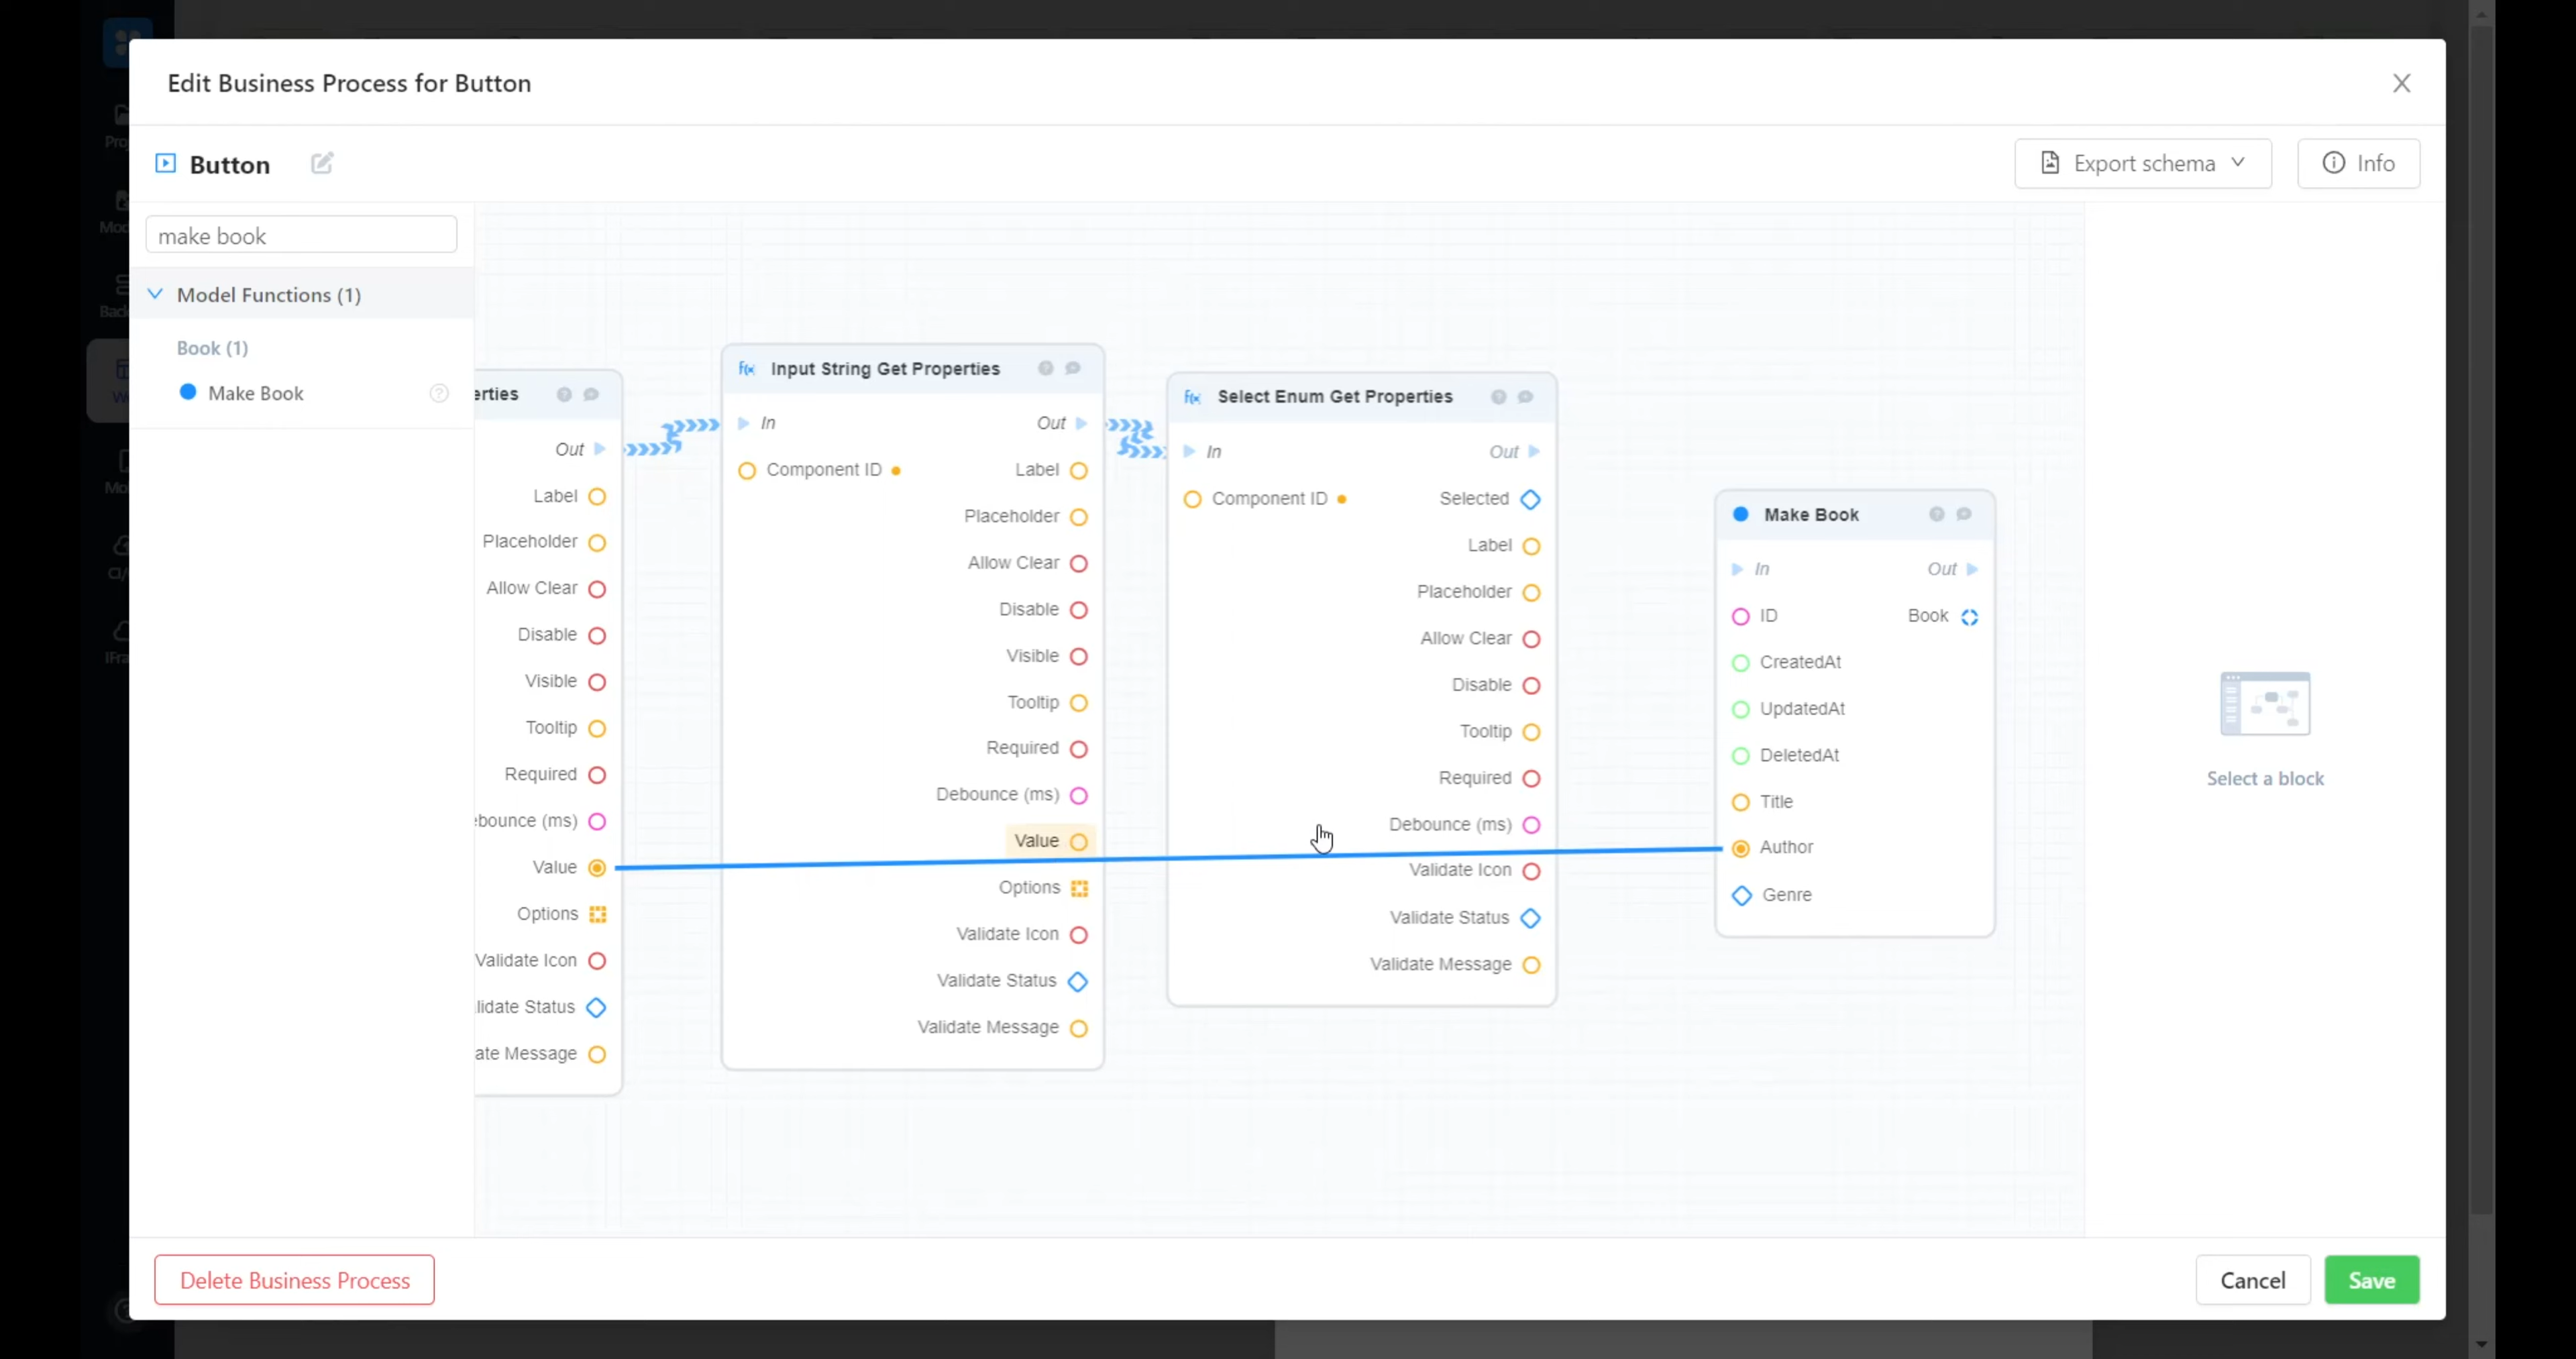 Edit Business Process for Button
Button
Export schema
Info
make book
Model Functions (1)
Book (1)
Make Book
erties
Out
Label
Placeholder
Allow Clear
Disable
Visible
Tooltip
Required
ebounce (ms)
Value
Options
Validate Icon
lidate Status
ate Message
f(x) Input String Get Properties
In
Out
Component ID
Label
Placeholder
Allow Clear
Disable
Visible
Tooltip
Required
Debounce (ms)
Value
Options
Validate Icon
Validate Status
Validate Message
f(x) Select Enum Get Properties
In
Out
Component ID
Selected
Label
Placeholder
Allow Clear
Disable
Tooltip
Required
Debounce (ms)
Validate Icon
Validate Status
Validate Message
Make Book
In
Out
ID
Book
CreatedAt
UpdatedAt
DeletedAt
Title
Author
Genre
Select a block
Delete Business Process
Cancel
Save